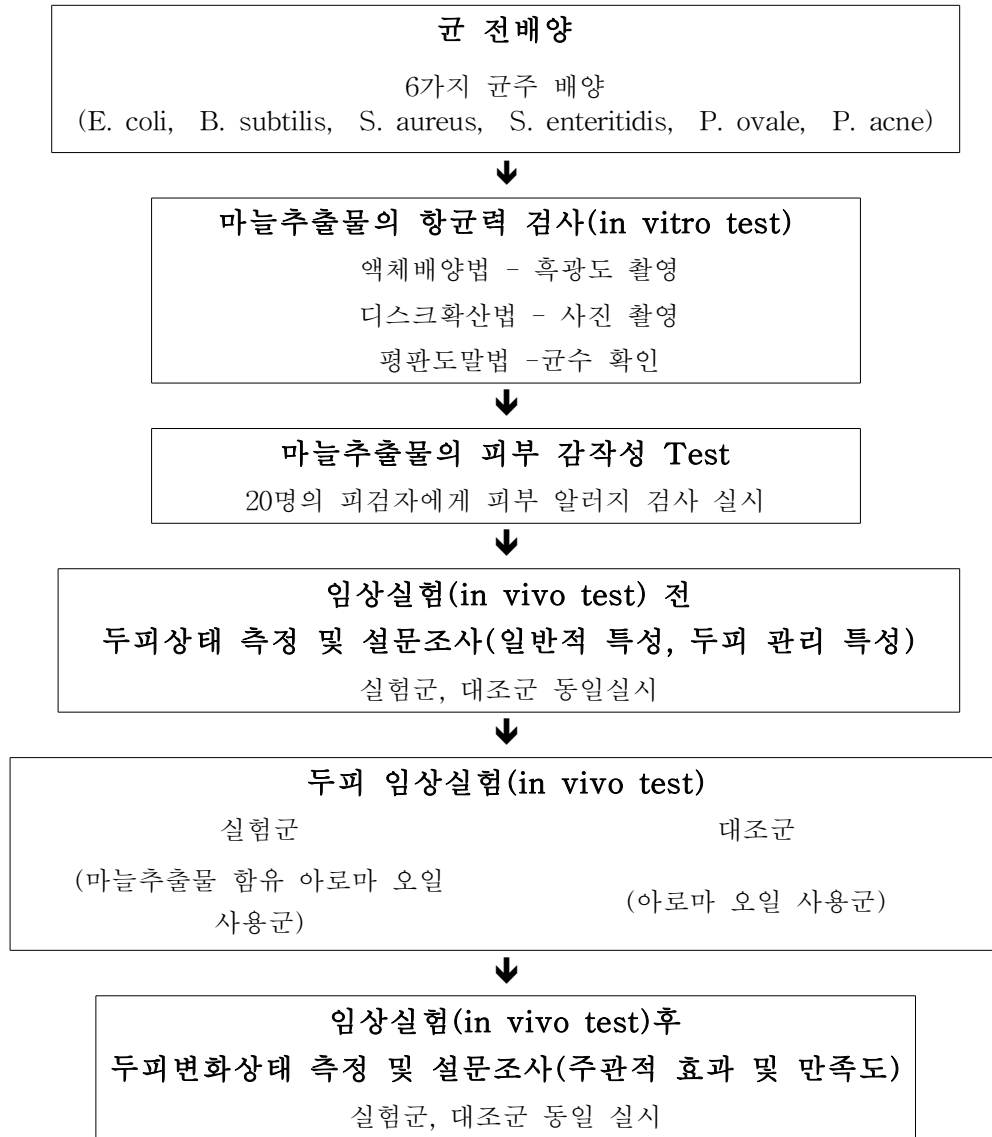 균 전배양
6가지 균주 배양
(E. coli, B. subtilis, S. aureus, S. enteritidis, P. ovale, P. acne)
마늘추출물의 항균력 검사(in vitro test)
액체배양법 - 흑광도 촬영
디스크확산법 - 사진 촬영
평판도말법 -균수 확인
마늘추출물의 피부 감작성 Test
20명의 피검자에게 피부 알러지 검사 실시
임상실험(in vivo test) 전
두피상태 측정 및 설문조사(일반적 특성, 두피 관리 특성)
실험군, 대조군 동일실시
두피 임상실험(in vivo test)
실험군
(마늘추출물 함유 아로마 오일
사용군)
대조군
(아로마 오일 사용군)
임상실험(in vivo test)후
두피변화상태 측정 및 설문조사(주관적 효과 및 만족도)
실험군, 대조군 동일 실시